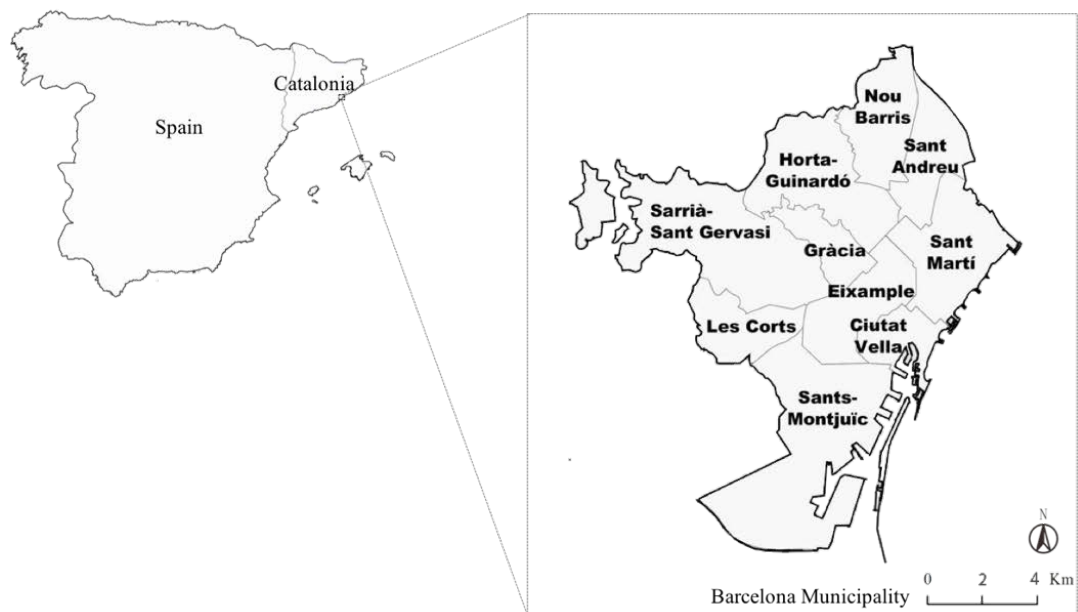 Catalonia
Spain
Nou
Barris
Sant
Andreu
Horta-
Guinardó
Sarrià-
Sant Gervasi
Gràcia
Sant
Martí
Eixample
Les Corts
Ciutat
Vella
Sants-
Montjuïc
N
Barcelona Municipality
0 2 4 Km